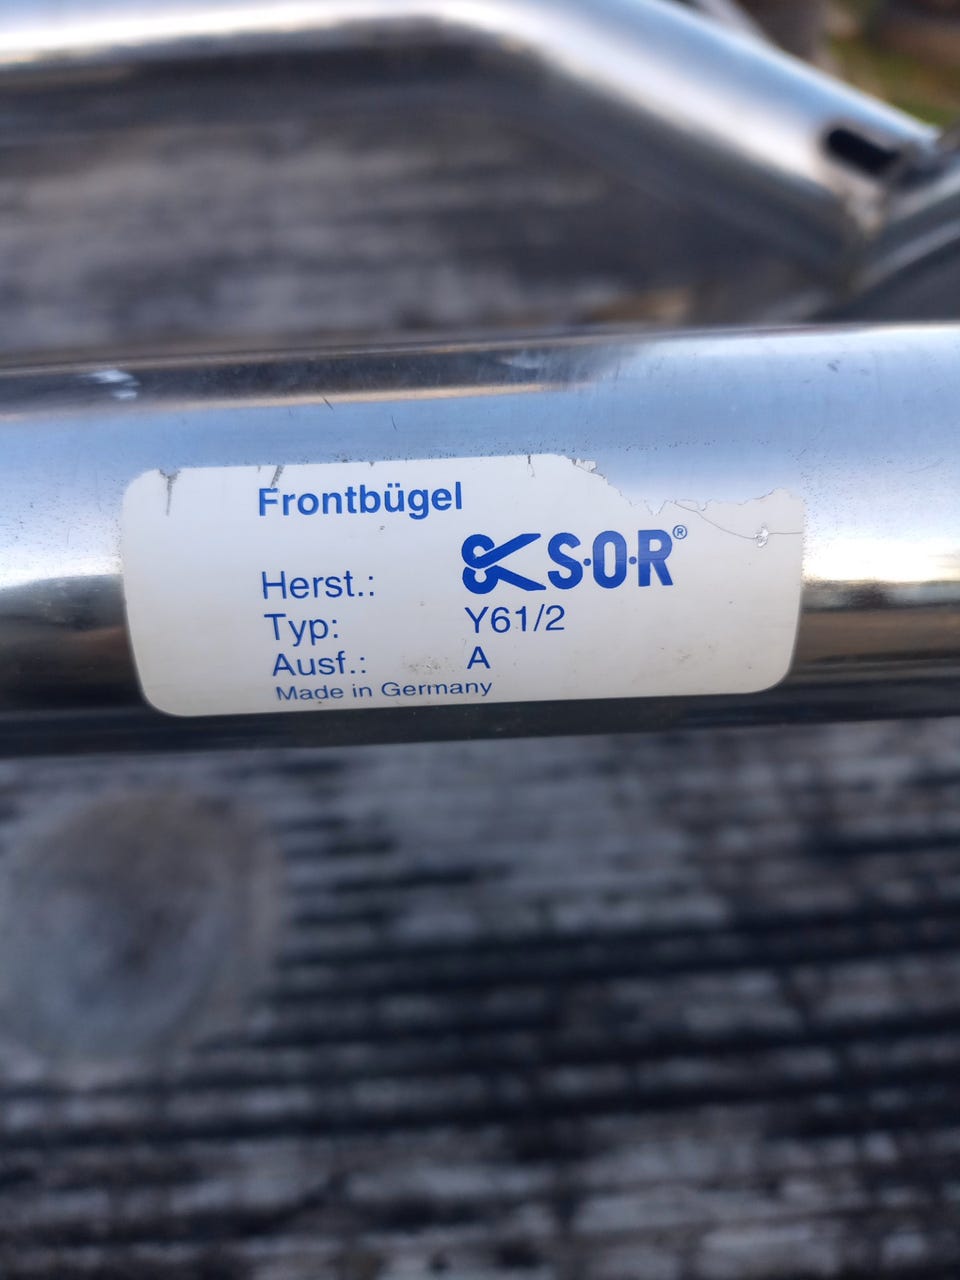 Frontbügel
Herst.: S·O·R®
Typ: Y61/2
Ausf.: A
Made in Germany